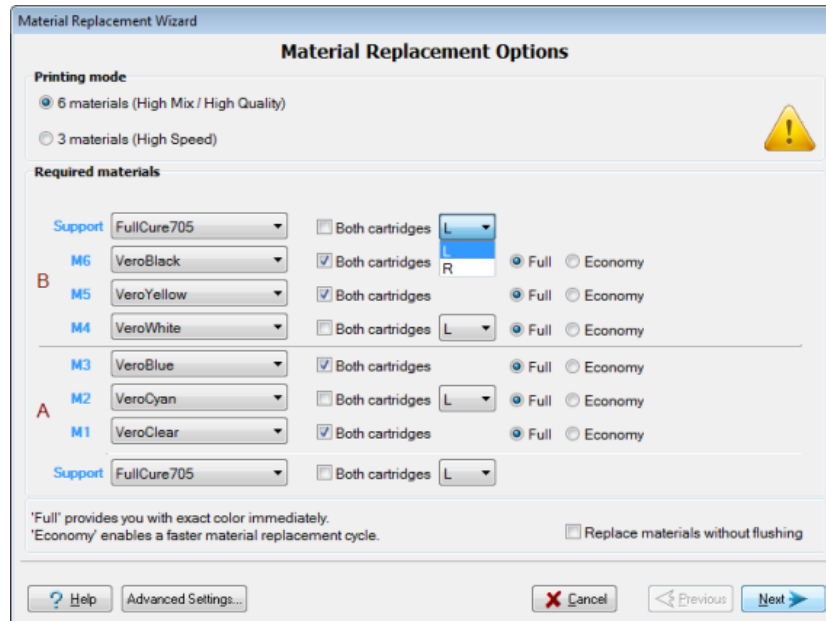 Material Replacement Wizard
Material Replacement Options
Printing mode
6 materials (High Mix / High Quality)
3 materials (High Speed)
Required materials
Support FullCure705 Both cartridges L
L
R
B
M6 VeroBlack Both cartridges Full Economy
M5 VeroYellow Both cartridges Full Economy
M4 VeroWhite Both cartridges L Full Economy
A
M3 VeroBlue Both cartridges Full Economy
M2 VeroCyan Both cartridges L Full Economy
M1 VeroClear Both cartridges Full Economy
Support FullCure705 Both cartridges L
'Full' provides you with exact color immediately.
'Economy' enables a faster material replacement cycle.
Replace materials without flushing
Help Advanced Settings... Cancel Previous Next